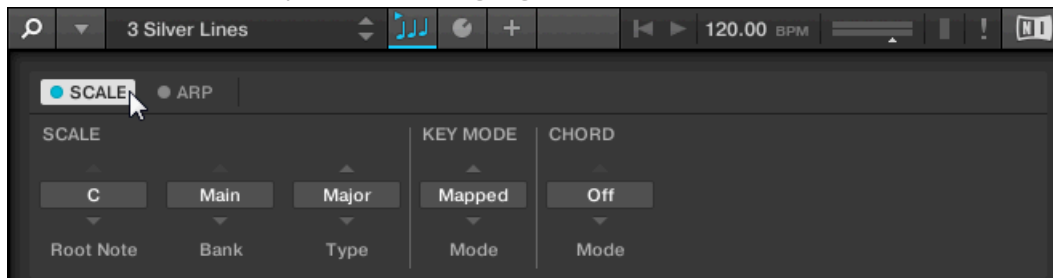 3 Silver Lines 120.00 BPM ! NI
SCALE ARP
SCALE KEY MODE CHORD
C Main Major Mapped Off
Root Note Bank Type Mode Mode